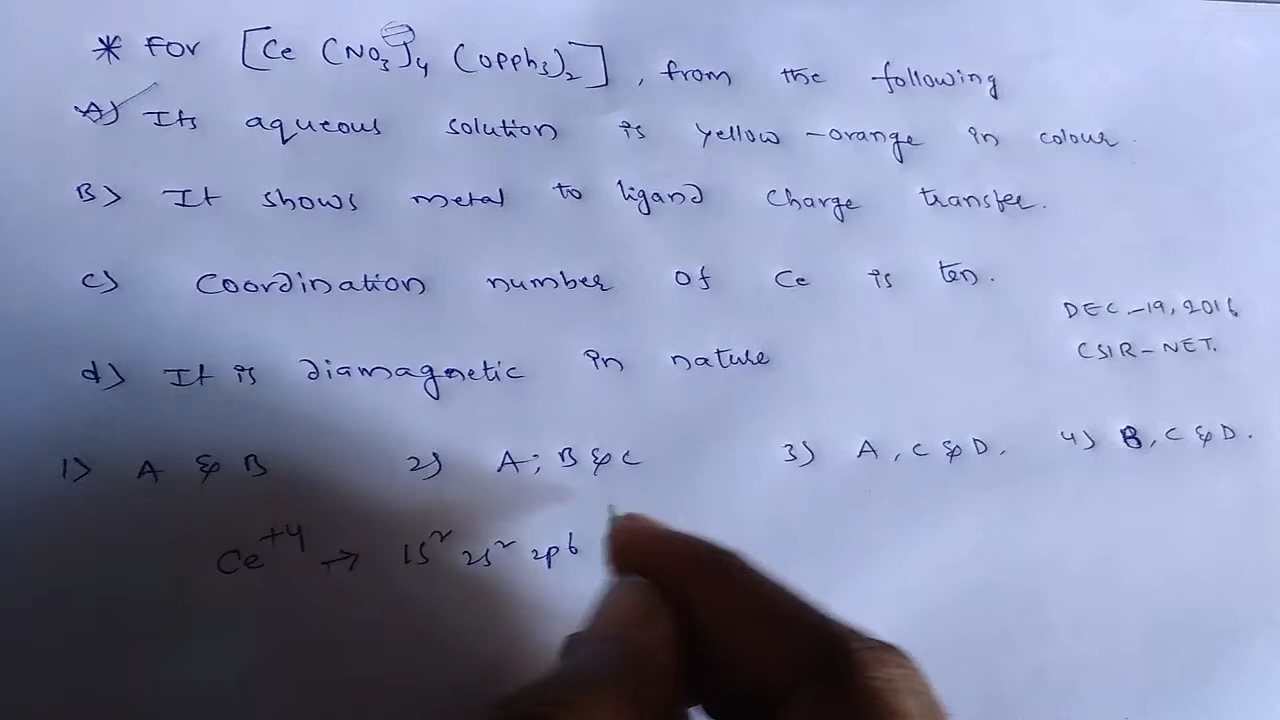 * For [Ce (NO₃⊖)₄ (OPPh₃)₂], from the following
A) Its aqueous solution is yellow-orange in colour.
B) It shows metal to ligand charge transfer.
C) Coordination number of Ce is ten.
DEC-19, 2016
CSIR-NET.
d) It is diamagnetic in nature
1) A & B 2) A, B & C 3) A, C & D. 4) B, C & D.
Ce⁺⁴ → 1s² 2s² 2p⁶